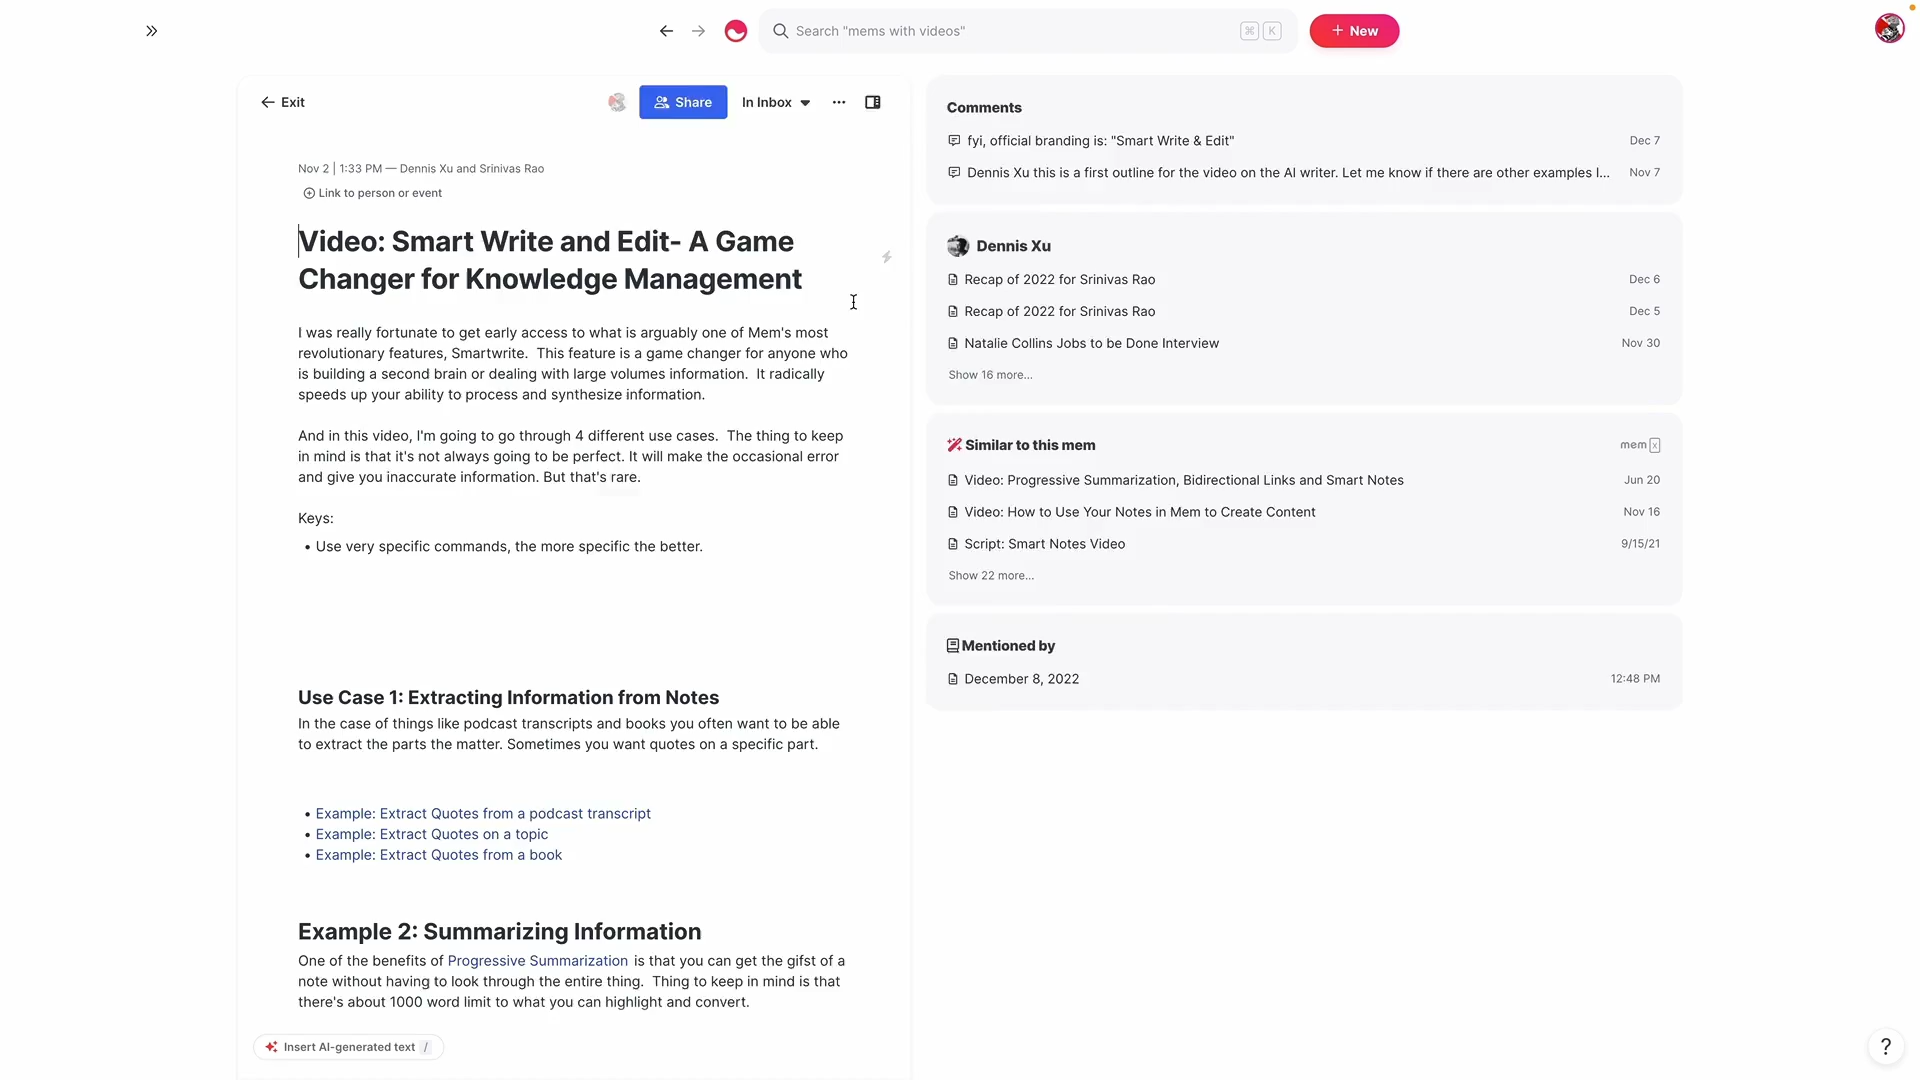 Search "mems with videos"
⌘ K
+ New
Exit
Share
In Inbox
Nov 2 | 1:33 PM — Dennis Xu and Srinivas Rao
Link to person or event
Video: Smart Write and Edit- A Game
Changer for Knowledge Management
I was really fortunate to get early access to what is arguably one of Mem's most
revolutionary features, Smartwrite.  This feature is a game changer for anyone who
is building a second brain or dealing with large volumes information.  It radically
speeds up your ability to process and synthesize information.
And in this video, I'm going to go through 4 different use cases.  The thing to keep
in mind is that it's not always going to be perfect. It will make the occasional error
and give you inaccurate information. But that's rare.
Keys:
• Use very specific commands, the more specific the better.
Use Case 1: Extracting Information from Notes
In the case of things like podcast transcripts and books you often want to be able
to extract the parts the matter. Sometimes you want quotes on a specific part.
• Example: Extract Quotes from a podcast transcript
• Example: Extract Quotes on a topic
• Example: Extract Quotes from a book
Example 2: Summarizing Information
One of the benefits of Progressive Summarization is that you can get the gifst of a
note without having to look through the entire thing.  Thing to keep in mind is that
there's about 1000 word limit to what you can highlight and convert.
Insert AI-generated text /
Comments
fyi, official branding is: "Smart Write & Edit" Dec 7
Dennis Xu this is a first outline for the video on the AI writer. Let me know if there are other examples I... Nov 7
Dennis Xu
Recap of 2022 for Srinivas Rao Dec 6
Recap of 2022 for Srinivas Rao Dec 5
Natalie Collins Jobs to be Done Interview Nov 30
Show 16 more...
Similar to this mem mem x
Video: Progressive Summarization, Bidirectional Links and Smart Notes Jun 20
Video: How to Use Your Notes in Mem to Create Content Nov 16
Script: Smart Notes Video 9/15/21
Show 22 more...
Mentioned by
December 8, 2022 12:48 PM
?